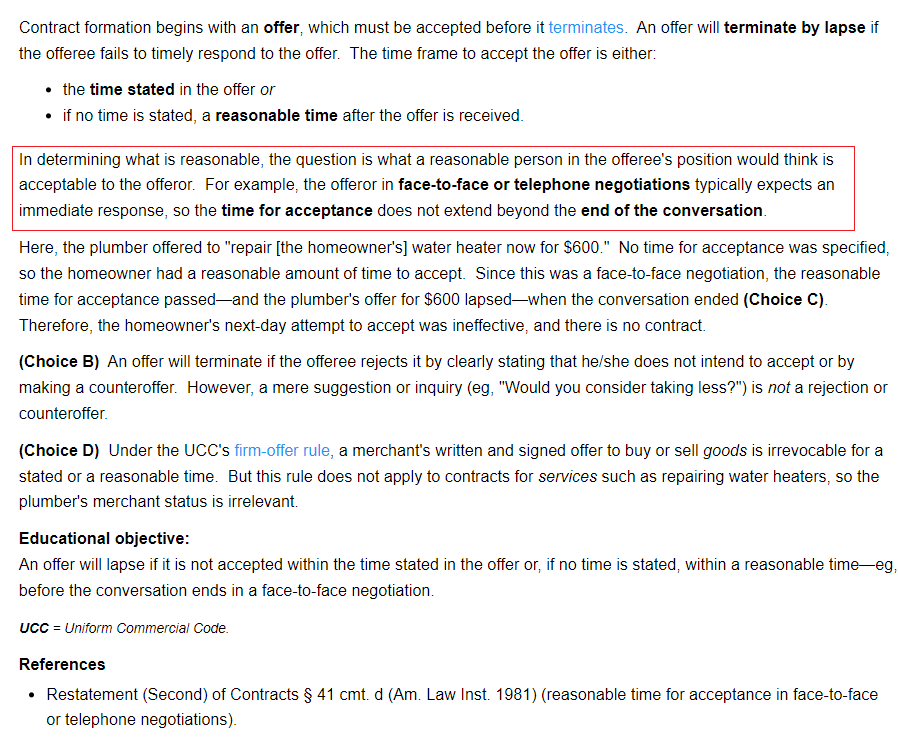 Contract formation begins with an offer, which must be accepted before it terminates.  An offer will terminate by lapse if
the offeree fails to timely respond to the offer.  The time frame to accept the offer is either:
• the time stated in the offer or
• if no time is stated, a reasonable time after the offer is received.
In determining what is reasonable, the question is what a reasonable person in the offeree's position would think is
acceptable to the offeror.  For example, the offeror in face-to-face or telephone negotiations typically expects an
immediate response, so the time for acceptance does not extend beyond the end of the conversation.
Here, the plumber offered to "repair [the homeowner's] water heater now for $600."  No time for acceptance was specified,
so the homeowner had a reasonable amount of time to accept.  Since this was a face-to-face negotiation, the reasonable
time for acceptance passed—and the plumber's offer for $600 lapsed—when the conversation ended (Choice C).
Therefore, the homeowner's next-day attempt to accept was ineffective, and there is no contract.
(Choice B)  An offer will terminate if the offeree rejects it by clearly stating that he/she does not intend to accept or by
making a counteroffer.  However, a mere suggestion or inquiry (eg, "Would you consider taking less?") is not a rejection or
counteroffer.
(Choice D)  Under the UCC's firm-offer rule, a merchant's written and signed offer to buy or sell goods is irrevocable for a
stated or a reasonable time.  But this rule does not apply to contracts for services such as repairing water heaters, so the
plumber's merchant status is irrelevant.
Educational objective:
An offer will lapse if it is not accepted within the time stated in the offer or, if no time is stated, within a reasonable time—eg,
before the conversation ends in a face-to-face negotiation.
UCC = Uniform Commercial Code.
References
• Restatement (Second) of Contracts § 41 cmt. d (Am. Law Inst. 1981) (reasonable time for acceptance in face-to-face
or telephone negotiations).